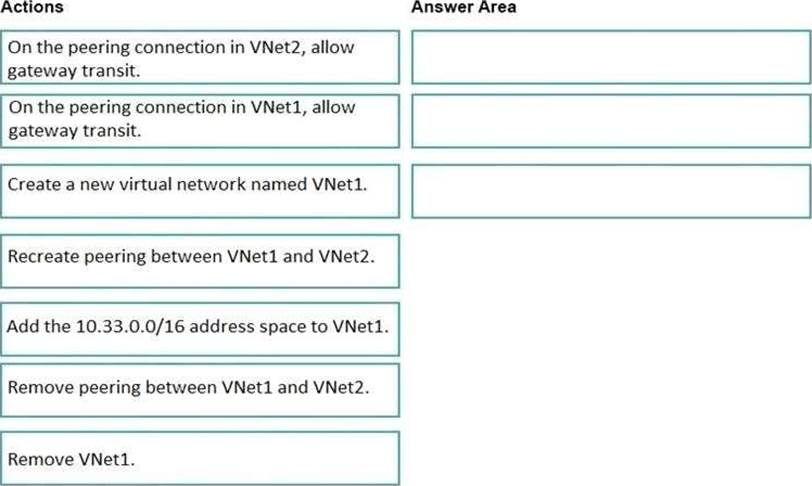 Actions
Answer Area
On the peering connection in VNet2, allow
gateway transit.
On the peering connection in VNet1, allow
gateway transit.
Create a new virtual network named VNet1.
Recreate peering between VNet1 and VNet2.
Add the 10.33.0.0/16 address space to VNet1.
Remove peering between VNet1 and VNet2.
Remove VNet1.